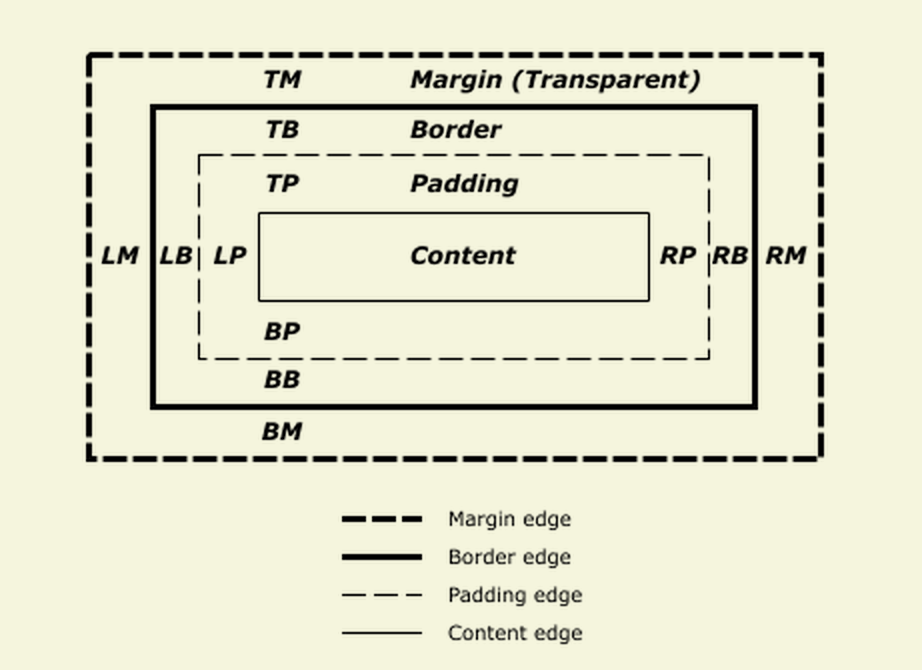 TM Margin (Transparent)
TB Border
TP Padding
LM LB LP Content RP RB RM
BP
BB
BM
Margin edge
Border edge
Padding edge
Content edge